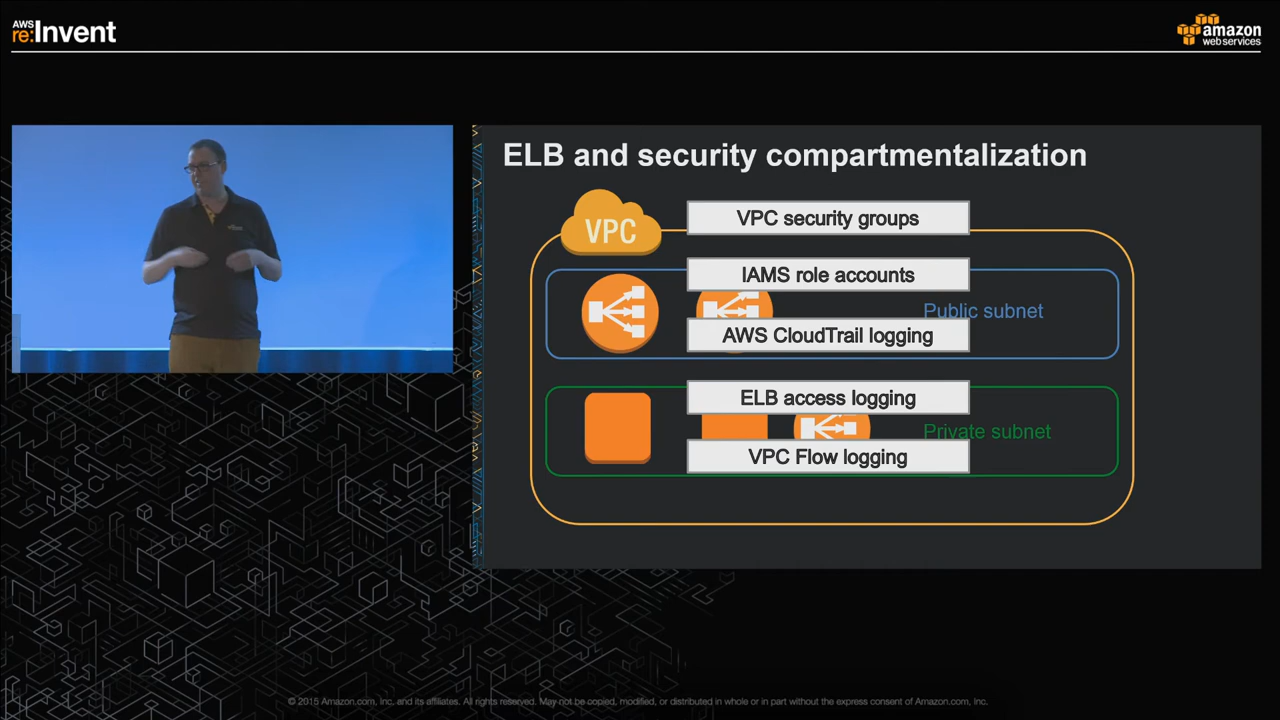 AWS
re:Invent
amazon
web services
ELB and security compartmentalization
VPC
VPC security groups
IAMS role accounts
Public subnet
AWS CloudTrail logging
ELB access logging
Private subnet
VPC Flow logging
© 2015 Amazon.com, Inc. and its affiliates. All rights reserved. May not be copied, modified, or distributed in whole or in part without the express consent of Amazon.com, Inc.